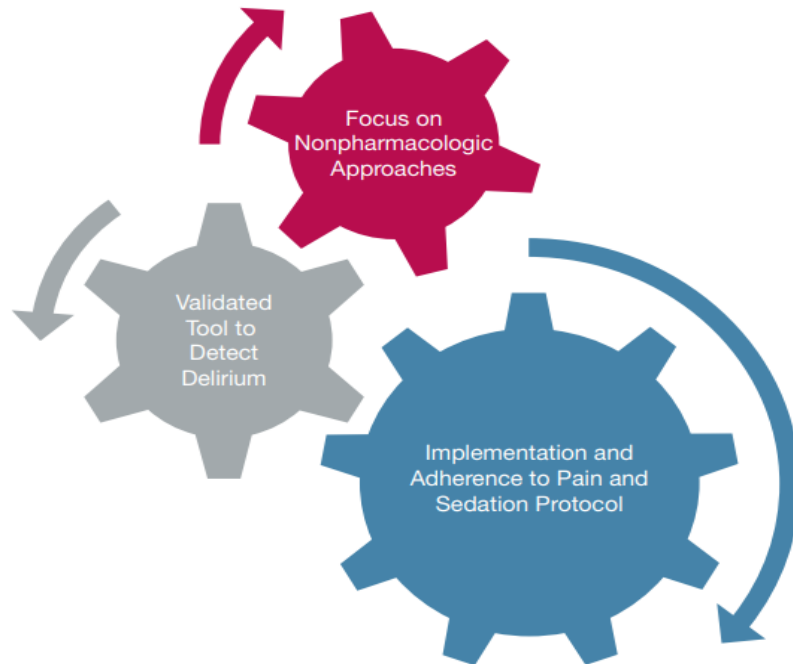 Focus on
Nonpharmacologic
Approaches
Validated
Tool to
Detect
Delirium
Implementation and
Adherence to Pain and
Sedation Protocol